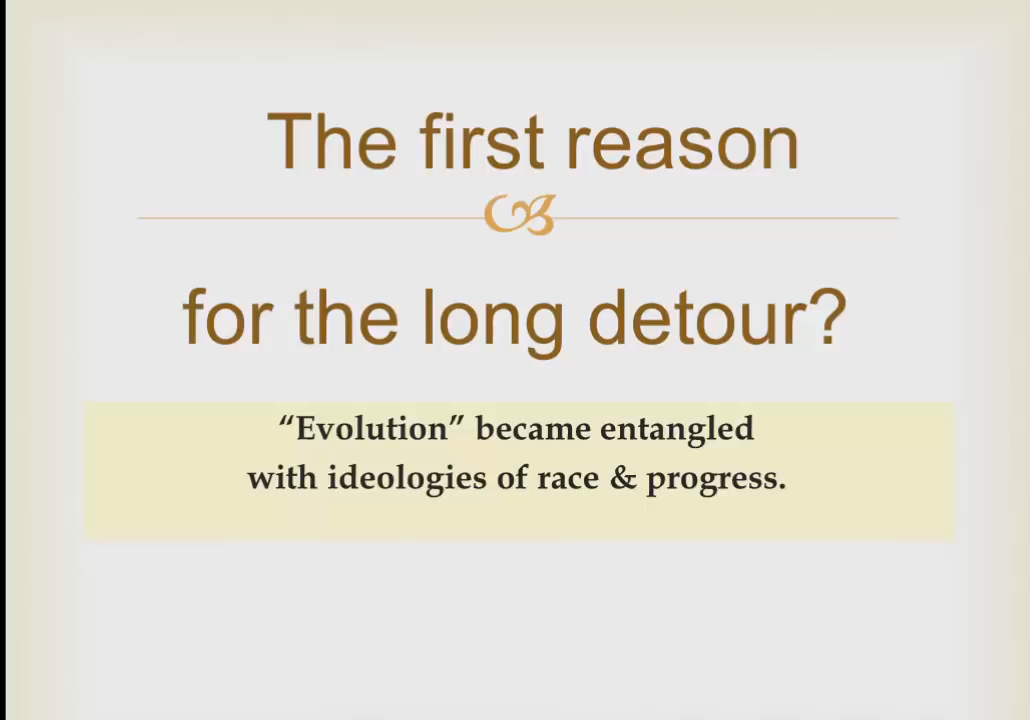 The first reason
for the long detour?
“Evolution” became entangled
with ideologies of race & progress.